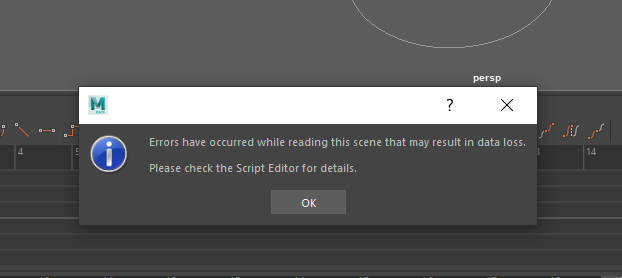 persp
M
?
Errors have occurred while reading this scene that may result in data loss.
Please check the Script Editor for details.
OK
4
14